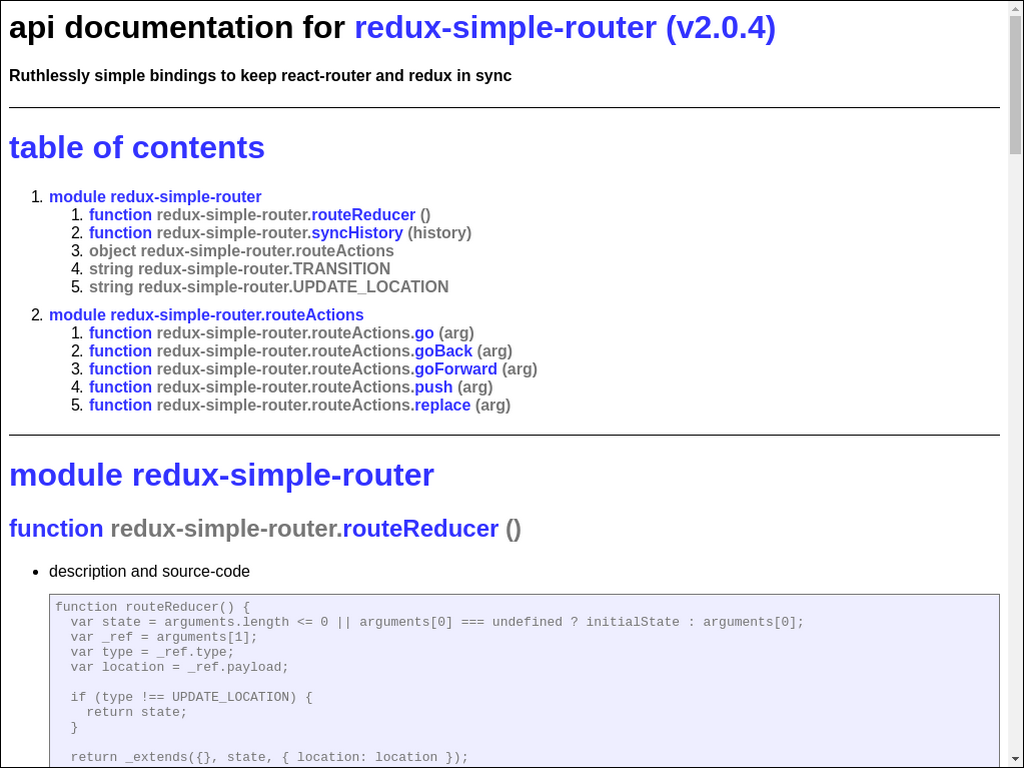 api documentation for redux-simple-router (v2.0.4)
Ruthlessly simple bindings to keep react-router and redux in sync
table of contents
1. module redux-simple-router
1. function redux-simple-router.routeReducer ()
2. function redux-simple-router.syncHistory (history)
3. object redux-simple-router.routeActions
4. string redux-simple-router.TRANSITION
5. string redux-simple-router.UPDATE_LOCATION
2. module redux-simple-router.routeActions
1. function redux-simple-router.routeActions.go (arg)
2. function redux-simple-router.routeActions.goBack (arg)
3. function redux-simple-router.routeActions.goForward (arg)
4. function redux-simple-router.routeActions.push (arg)
5. function redux-simple-router.routeActions.replace (arg)
module redux-simple-router
function redux-simple-router.routeReducer ()
• description and source-code
function routeReducer() {
  var state = arguments.length <= 0 || arguments[0] === undefined ? initialState : arguments[0];
  var _ref = arguments[1];
  var type = _ref.type;
  var location = _ref.payload;
  if (type !== UPDATE_LOCATION) {
    return state;
  }
  return _extends({}, state, { location: location });